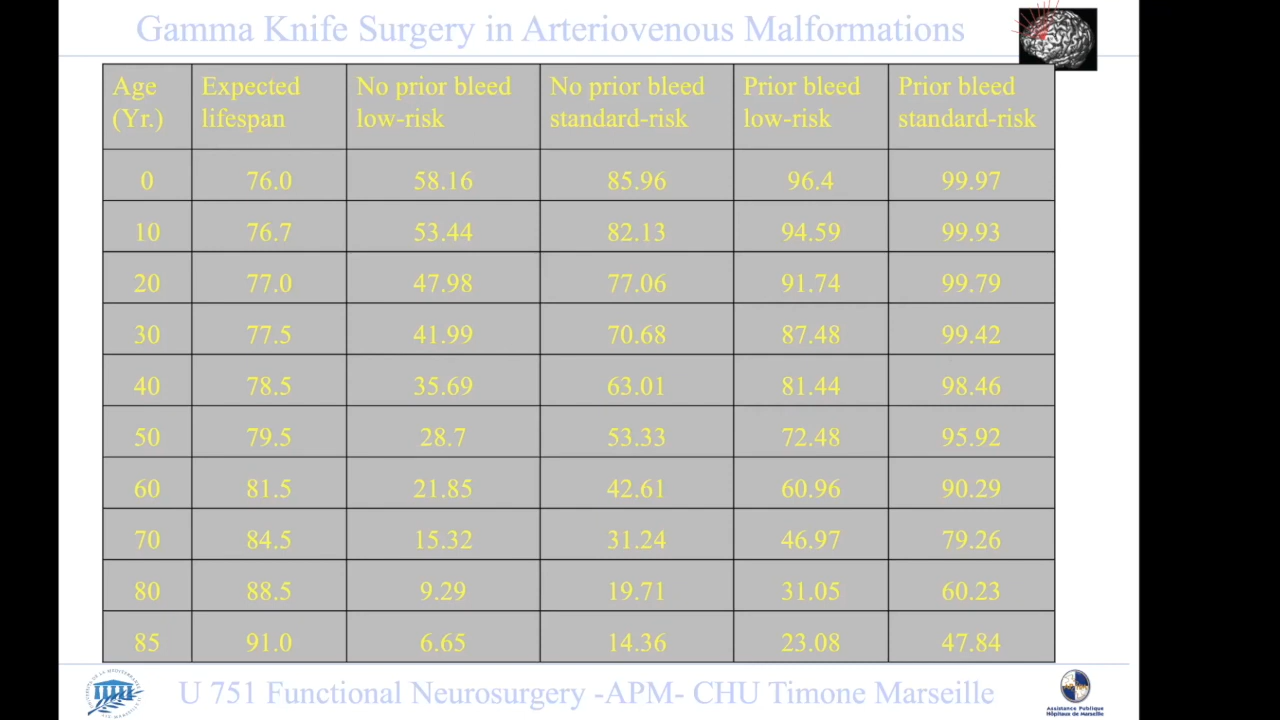 Gamma Knife Surgery in Arteriovenous Malformations
Age (Yr.) Expected lifespan No prior bleed low-risk No prior bleed standard-risk Prior bleed low-risk Prior bleed standard-risk
0 76.0 58.16 85.96 96.4 99.97
10 76.7 53.44 82.13 94.59 99.93
20 77.0 47.98 77.06 91.74 99.79
30 77.5 41.99 70.68 87.48 99.42
40 78.5 35.69 63.01 81.44 98.46
50 79.5 28.7 53.33 72.48 95.92
60 81.5 21.85 42.61 60.96 90.29
70 84.5 15.32 31.24 46.97 79.26
80 88.5 9.29 19.71 31.05 60.23
85 91.0 6.65 14.36 23.08 47.84
U 751 Functional Neurosurgery -APM- CHU Timone Marseille
Assistance Publique
Hôpitaux de Marseille